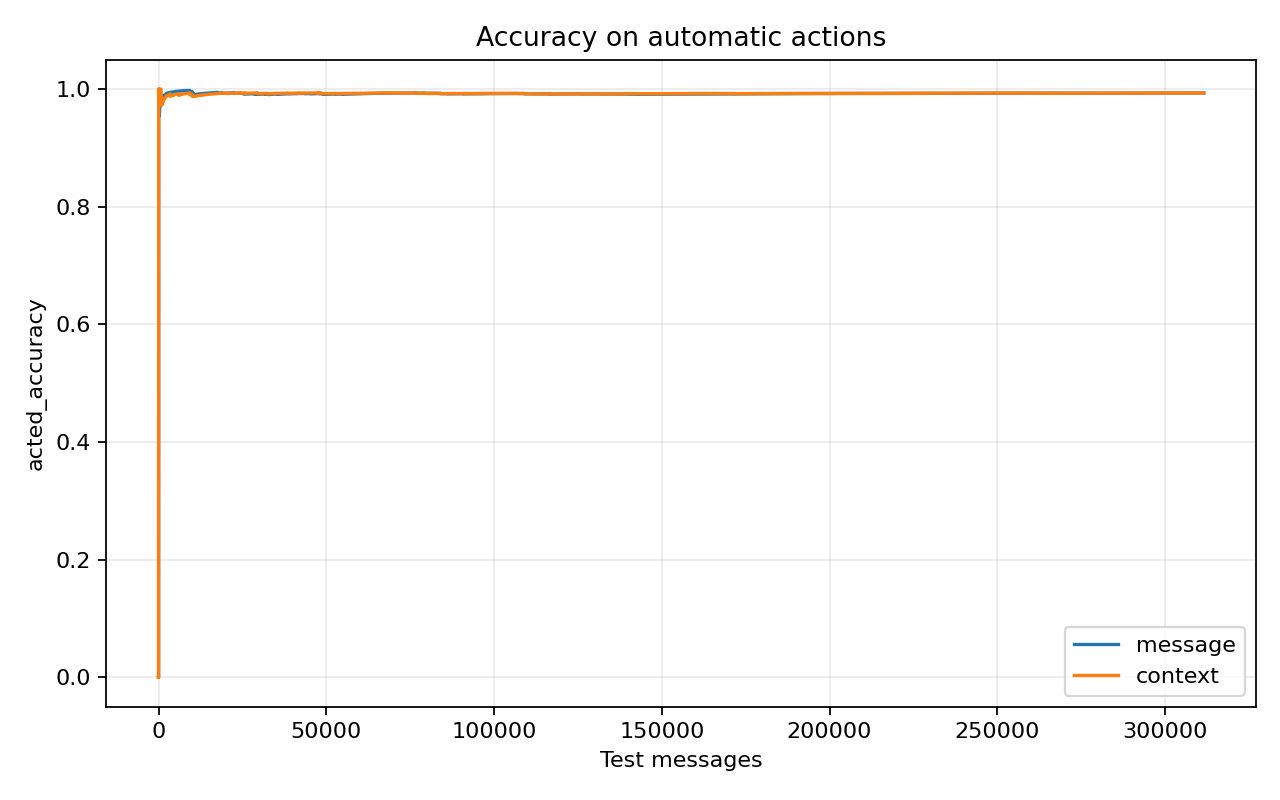 Accuracy on automatic actions
acted_accuracy
1.0
0.8
0.6
0.4
0.2
0.0
message
context
0 50000 100000 150000 200000 250000 300000
Test messages